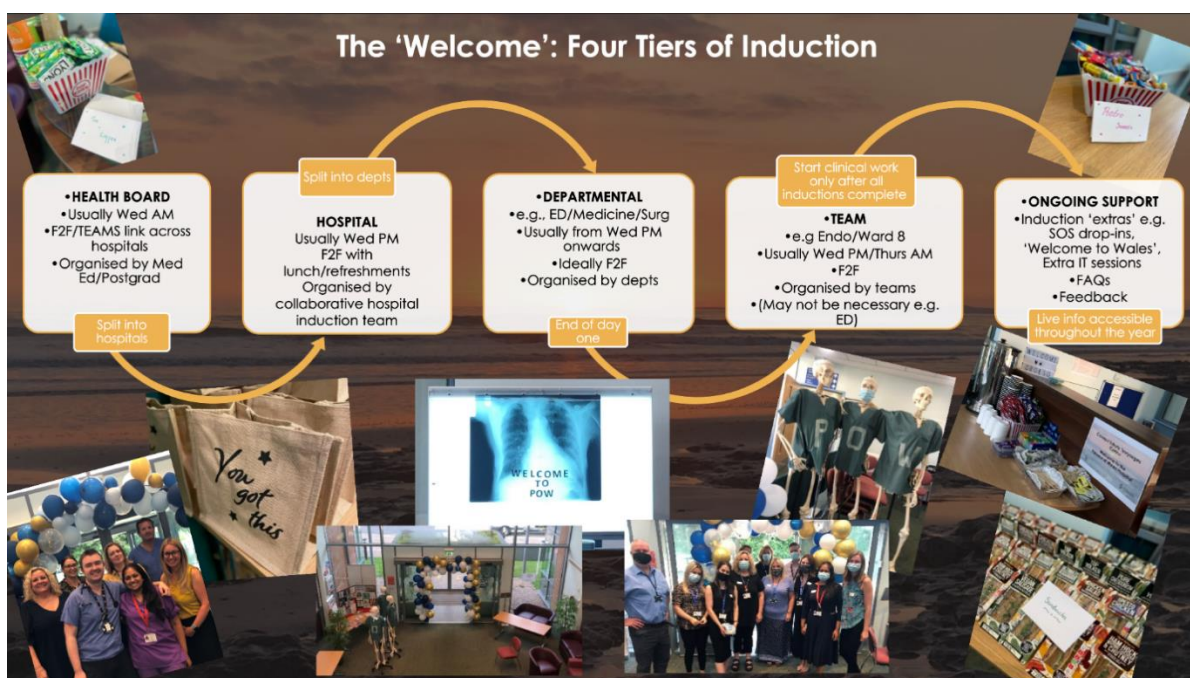 The 'Welcome': Four Tiers of Induction
•HEALTH BOARD
•Usually Wed AM
•F2F/TEAMS link across
hospitals
•Organised by Med
Ed/Postgrad
Split into
hospitals
Split into depts
HOSPITAL
Usually Wed PM
F2F with
lunch/refreshments
Organised by
collaborative hospital
induction team
•DEPARTMENTAL
•e.g., ED/Medicine/Surg
•Usually from Wed PM
onwards
•Ideally F2F
•Organised by depts
End of day
one
Start clinical work
only after all
inductions complete
•TEAM
•e.g Endo/Ward 8
•Usually Wed PM/Thurs AM
•F2F
•Organised by teams
•(May not be necessary e.g.
ED)
•ONGOING SUPPORT
•Induction 'extras' e.g.
SOS drop-ins,
'Welcome to Wales',
Extra IT sessions
•FAQs
•Feedback
Live info accessible
throughout the year
You
got
this
WELCOME
TO
POW
P O W